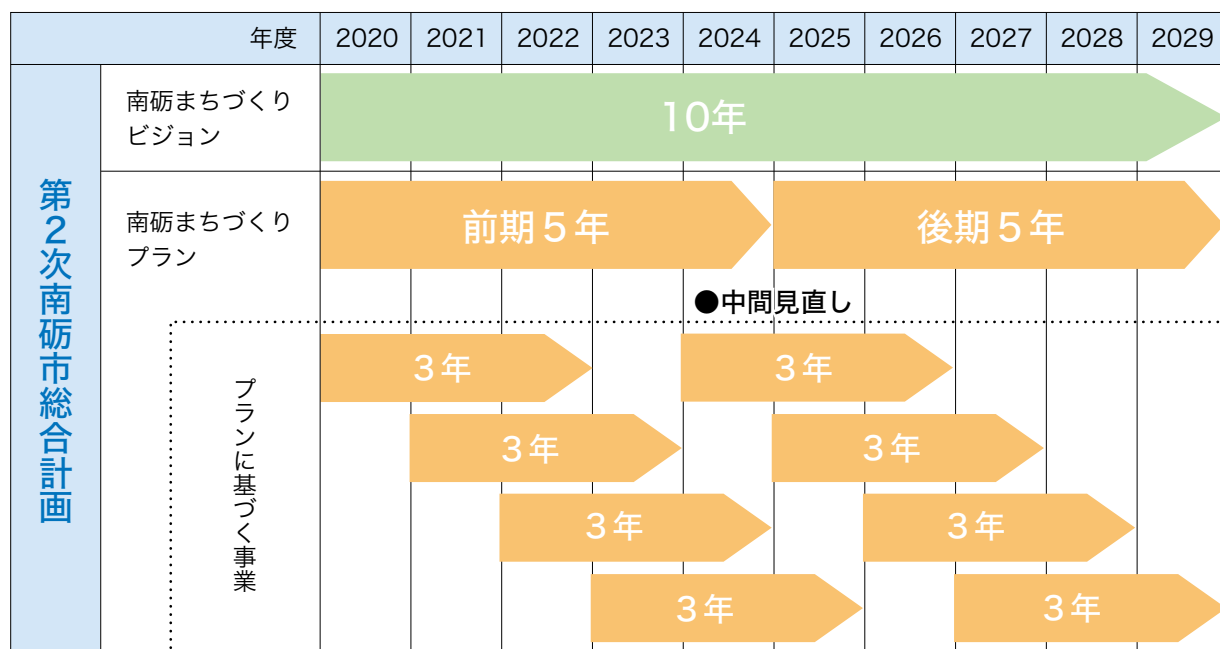 年度 2020 2021 2022 2023 2024 2025 2026 2027 2028 2029
第2次南砺市総合計画
南砺まちづくり
ビジョン
10年
南砺まちづくり
プラン
前期５年 後期５年
●中間見直し
プランに基づく事業
３年 ３年
３年 ３年
３年 ３年
３年 ３年